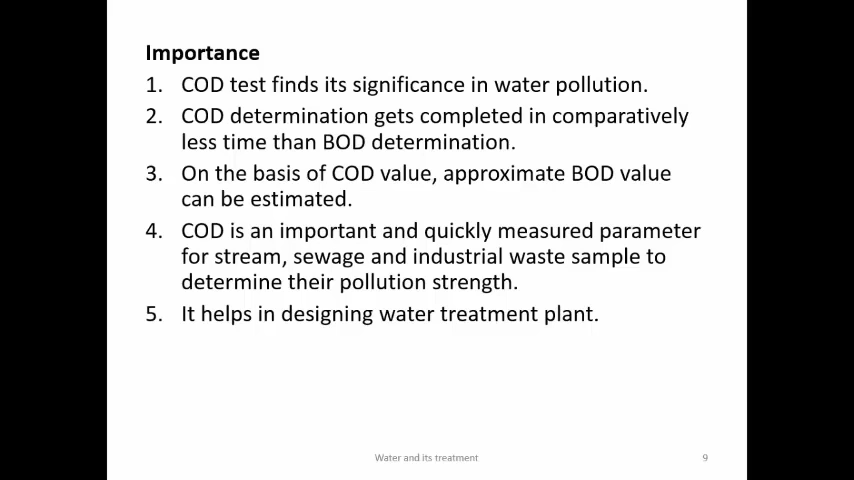 Importance
1. COD test finds its significance in water pollution.
2. COD determination gets completed in comparatively
less time than BOD determination.
3. On the basis of COD value, approximate BOD value
can be estimated.
4. COD is an important and quickly measured parameter
for stream, sewage and industrial waste sample to
determine their pollution strength.
5. It helps in designing water treatment plant.
Water and its treatment
9